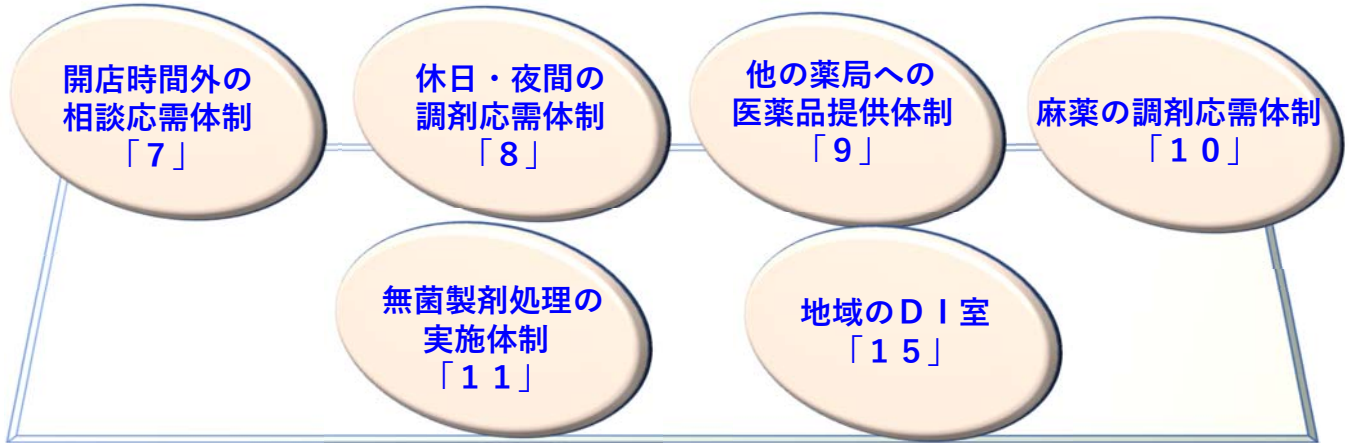 開店時間外の
相談応需体制
「７」
休日・夜間の
調剤応需体制
「８」
他の薬局への
医薬品提供体制
「９」
麻薬の調剤応需体制
「１０」
無菌製剤処理の
実施体制
「１１」
地域のＤＩ室
「１５」